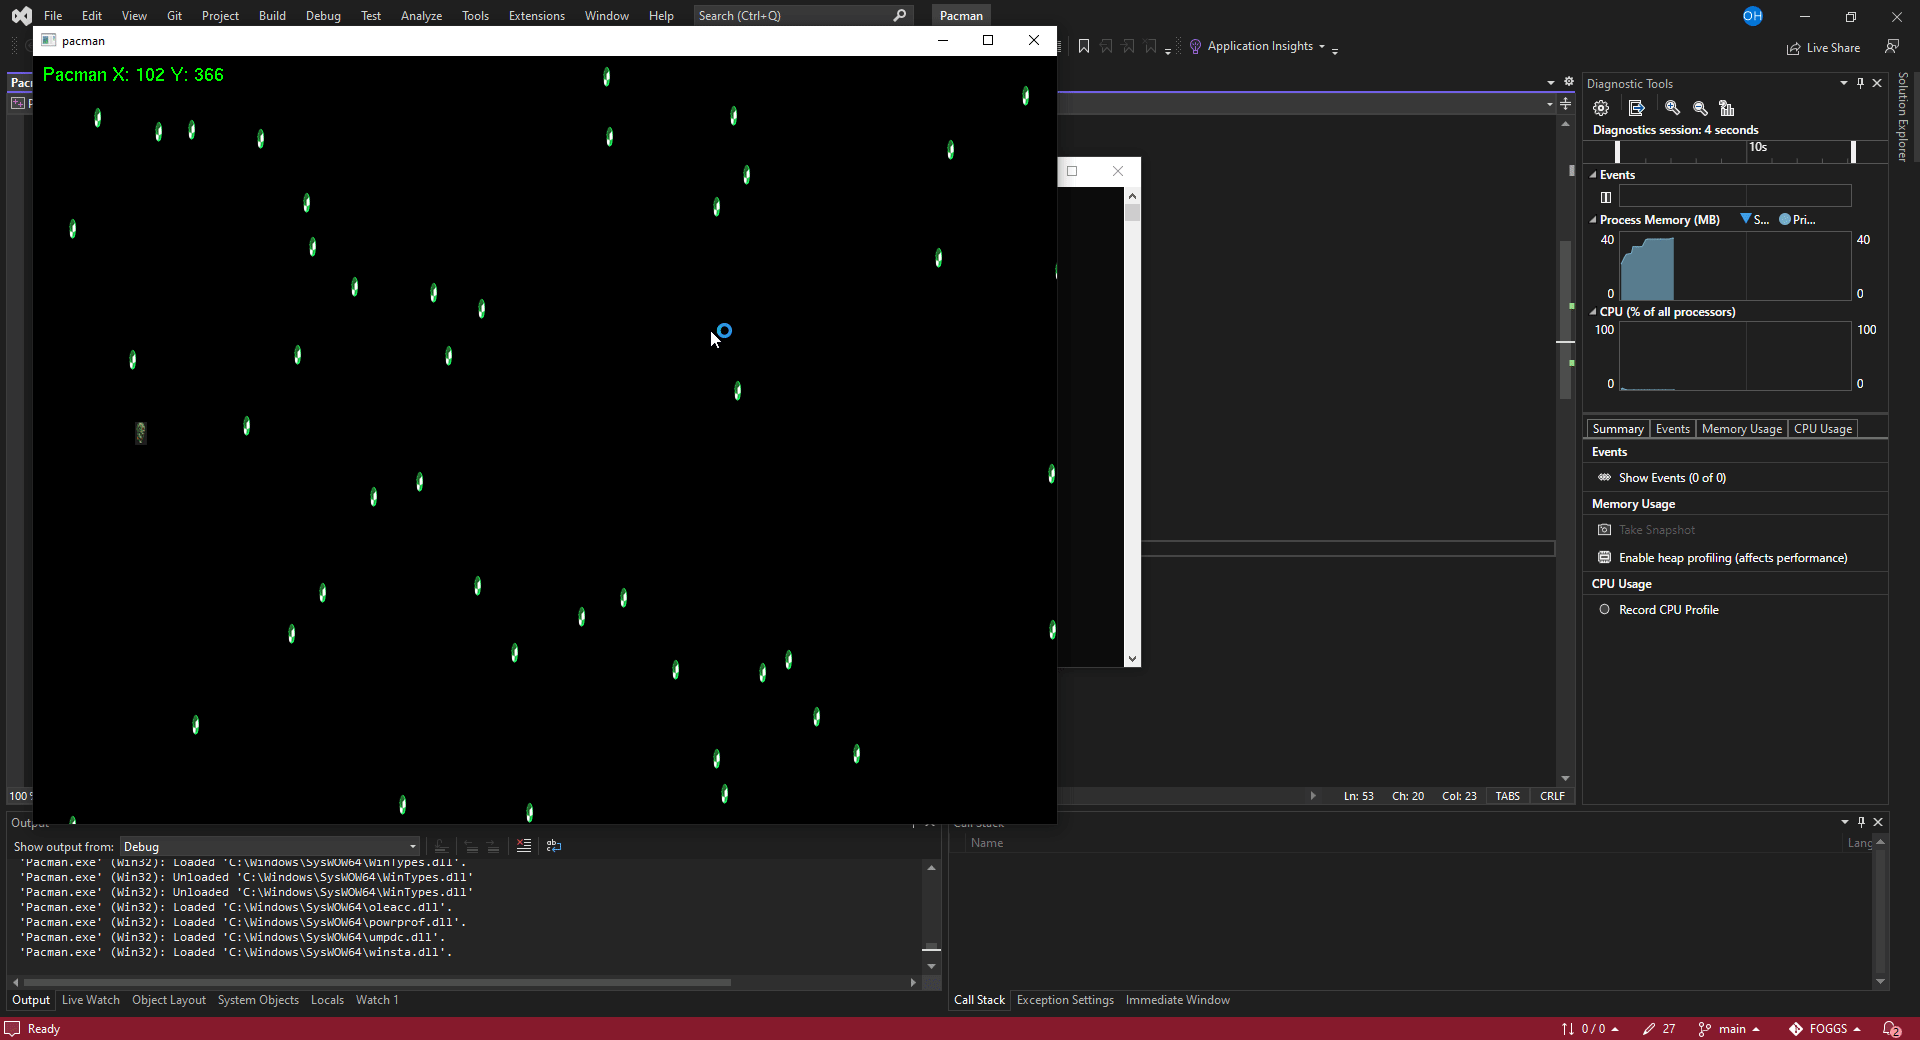 File Edit View Git Project Build Debug Test Analyze Tools Extensions Window Help Search (Ctrl+Q) Pacman OH
pacman
Application Insights
Live Share
Pacman X: 102 Y: 366
Diagnostic Tools
Solution Explorer
Diagnostics session: 4 seconds
10s
Events
Process Memory (MB) S... Pri...
40 40
0 0
CPU (% of all processors)
100 100
0 0
Summary Events Memory Usage CPU Usage
Events
Show Events (0 of 0)
Memory Usage
Take Snapshot
Enable heap profiling (affects performance)
CPU Usage
Record CPU Profile
100 %
Ln: 53 Ch: 20 Col: 23 TABS CRLF
Output
Show output from: Debug
'Pacman.exe' (Win32): Loaded 'C:\Windows\SysWOW64\WinTypes.dll'.
'Pacman.exe' (Win32): Unloaded 'C:\Windows\SysWOW64\WinTypes.dll'
'Pacman.exe' (Win32): Unloaded 'C:\Windows\SysWOW64\WinTypes.dll'
'Pacman.exe' (Win32): Loaded 'C:\Windows\SysWOW64\oleacc.dll'.
'Pacman.exe' (Win32): Loaded 'C:\Windows\SysWOW64\powrprof.dll'.
'Pacman.exe' (Win32): Loaded 'C:\Windows\SysWOW64\umpdc.dll'.
'Pacman.exe' (Win32): Loaded 'C:\Windows\SysWOW64\winsta.dll'.
Output Live Watch Object Layout System Objects Locals Watch 1
Call Stack
Name Lang
Call Stack Exception Settings Immediate Window
Ready 0 / 0 27 main FOGGS 2